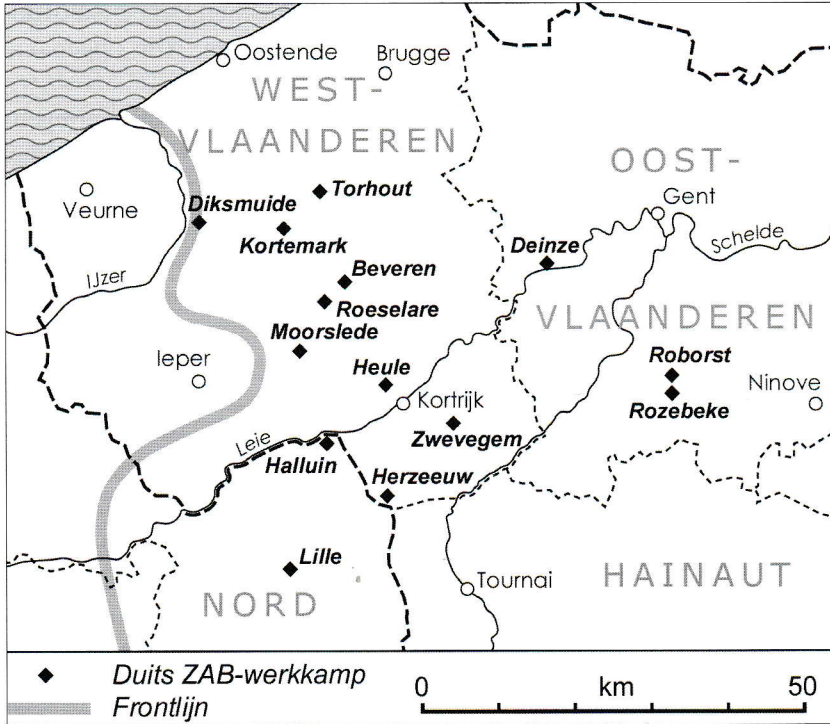 Oostende
Brugge
WEST-
VLAANDEREN
OOST-
Torhout
Veurne
Diksmuide
Gent
Kortemark
Deinze
Schelde
Beveren
IJzer
Roeselare
VLAANDEREN
Moorslede
Ieper
Heule
Roborst
Ninove
Kortrijk
Rozebeke
Zwevegem
Leie
Halluin
Herzeeuw
Lille
Tournai
HAINAUT
NORD
Duits ZAB-werkkamp
Frontlijn
0 km 50